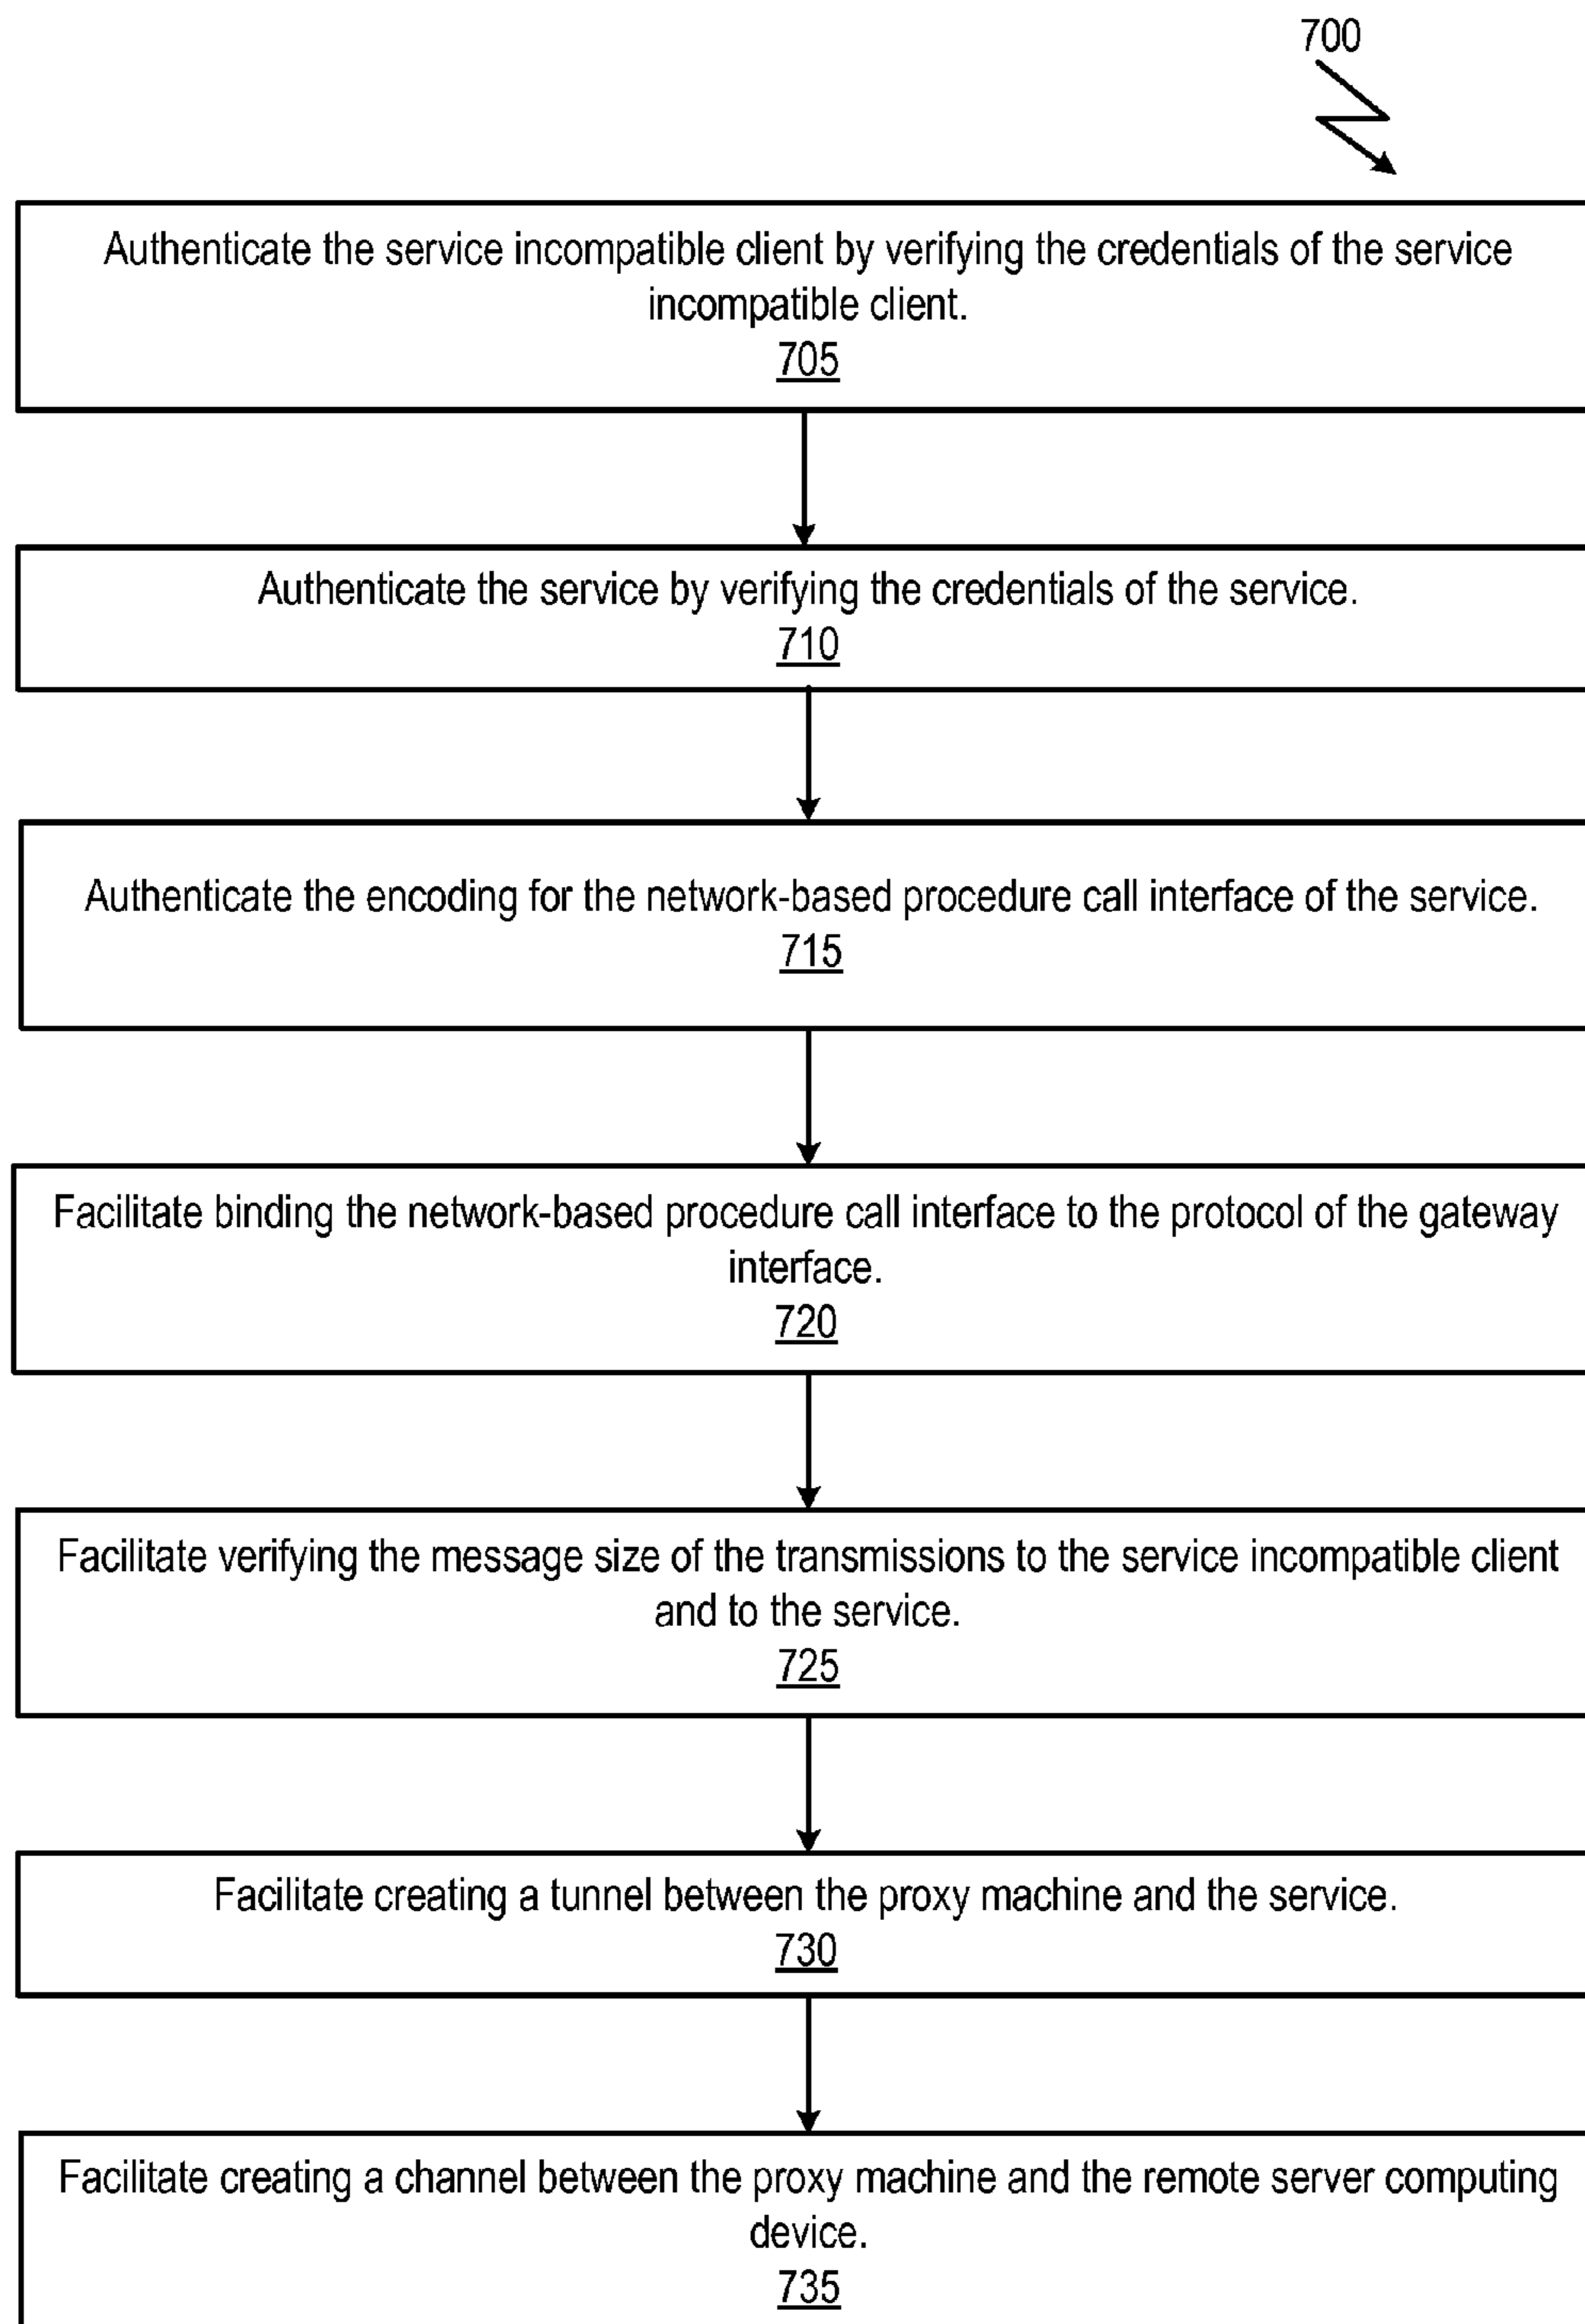 700
Authenticate the service incompatible client by verifying the credentials of the service
incompatible client.
705
Authenticate the service by verifying the credentials of the service.
710
Authenticate the encoding for the network-based procedure call interface of the service.
715
Facilitate binding the network-based procedure call interface to the protocol of the gateway
interface.
720
Facilitate verifying the message size of the transmissions to the service incompatible client
and to the service.
725
Facilitate creating a tunnel between the proxy machine and the service.
730
Facilitate creating a channel between the proxy machine and the remote server computing
device.
735